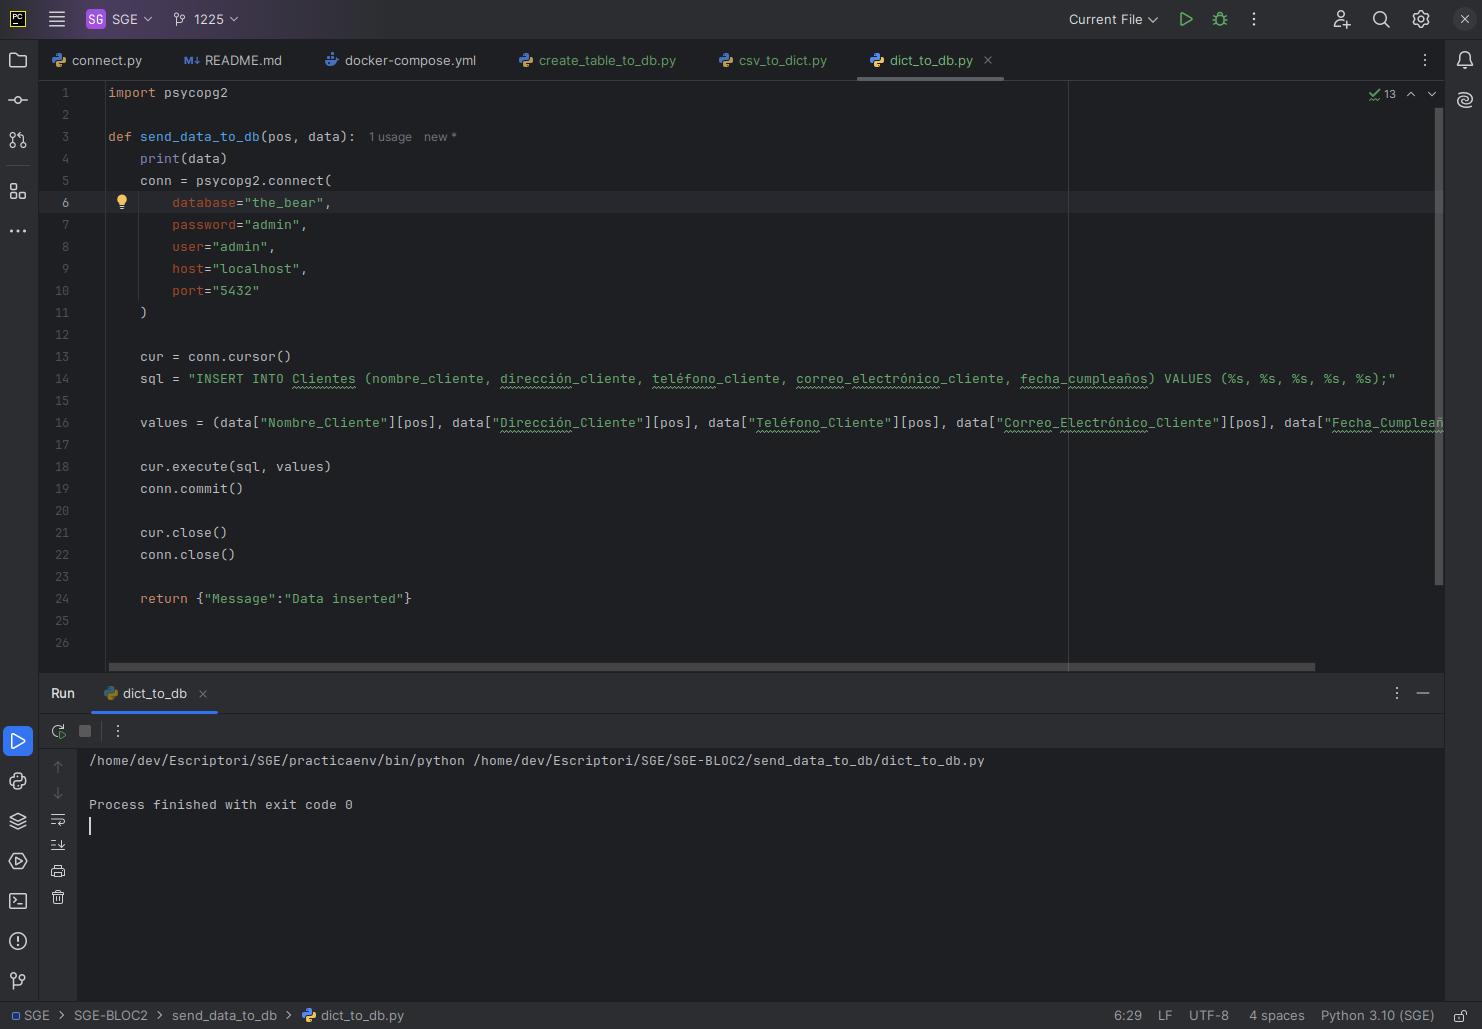 PC
SG SGE 1225 Current File
connect.py M↓ README.md docker-compose.yml create_table_to_db.py csv_to_dict.py dict_to_db.py
13
1 import psycopg2
2
3 def send_data_to_db(pos, data): 1 usage new *
4 print(data)
5 conn = psycopg2.connect(
6 database="the_bear",
7 password="admin",
8 user="admin",
9 host="localhost",
10 port="5432"
11 )
12
13 cur = conn.cursor()
14 sql = "INSERT INTO Clientes (nombre_cliente, dirección_cliente, teléfono_cliente, correo_electrónico_cliente, fecha_cumpleaños) VALUES (%s, %s, %s, %s, %s);"
15
16 values = (data["Nombre_Cliente"][pos], data["Dirección_Cliente"][pos], data["Teléfono_Cliente"][pos], data["Correo_Electrónico_Cliente"][pos], data["Fecha_Cumpleañ
17
18 cur.execute(sql, values)
19 conn.commit()
20
21 cur.close()
22 conn.close()
23
24 return {"Message":"Data inserted"}
25
26
Run dict_to_db
/home/dev/Escriptori/SGE/practicaenv/bin/python /home/dev/Escriptori/SGE/SGE-BLOC2/send_data_to_db/dict_to_db.py
Process finished with exit code 0
SGE > SGE-BLOC2 > send_data_to_db > dict_to_db.py 6:29 LF UTF-8 4 spaces Python 3.10 (SGE)